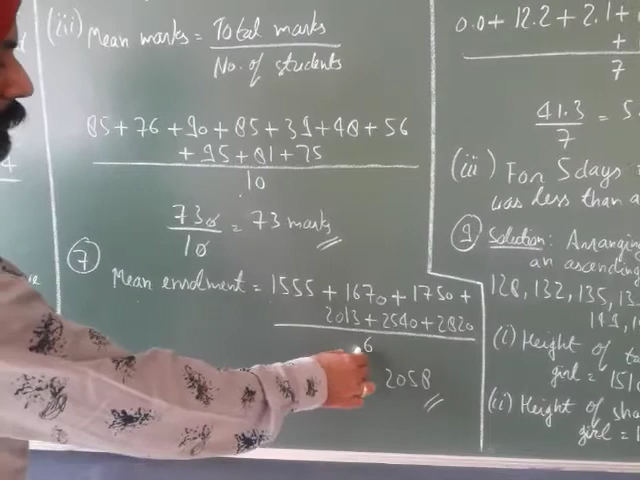 (iii) Mean marks = Total marks
No. of students
85+76+90+85+39+48+56
+95+81+75
10
730
10
= 73 marks
7
Mean enrolment = 1555 + 1670 + 1750 +
2013 + 2540 + 2820
6
2058
0.0 + 12.2 + 2.1 +
+
7
41.3
7
= 5.
(iii) For 5 days
was less than a
9 Solution: Arranging
an ascending
128, 132, 135, 13
(i) Height of
girl = 151
(ii) Height of
girl = 1